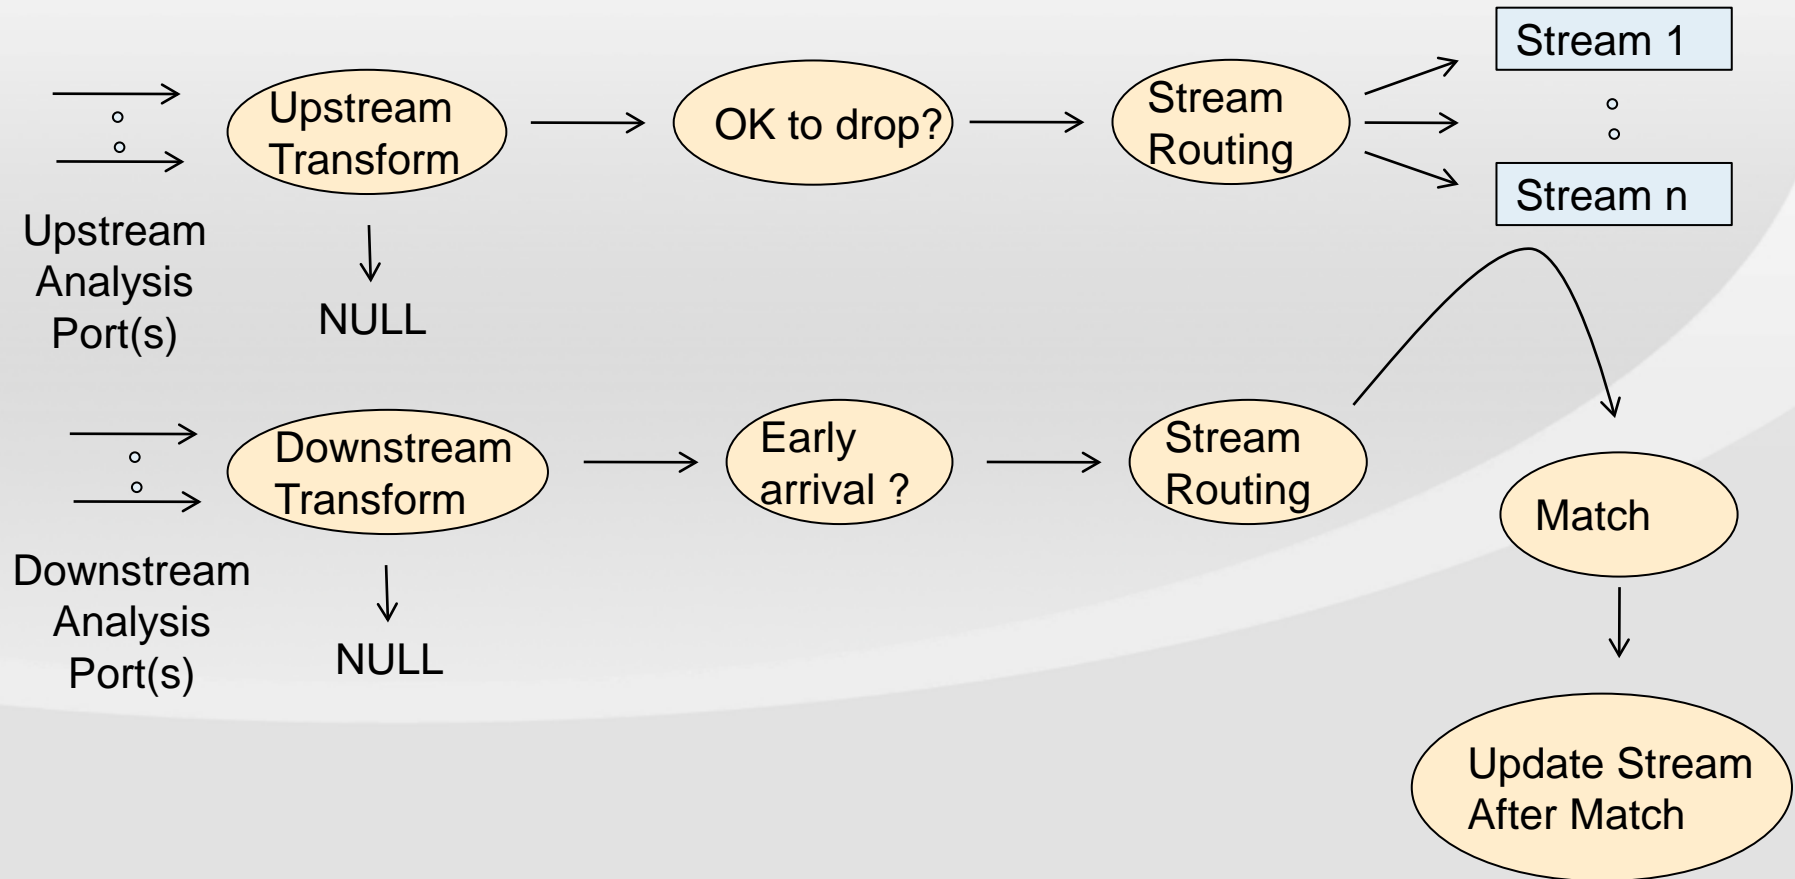 Upstream
Transform
OK to drop?
Stream
Routing
Stream 1
Stream n
Upstream
Analysis
Port(s)
NULL
Downstream
Transform
Early
arrival ?
Stream
Routing
Match
Downstream
Analysis
Port(s)
NULL
Update Stream
After Match